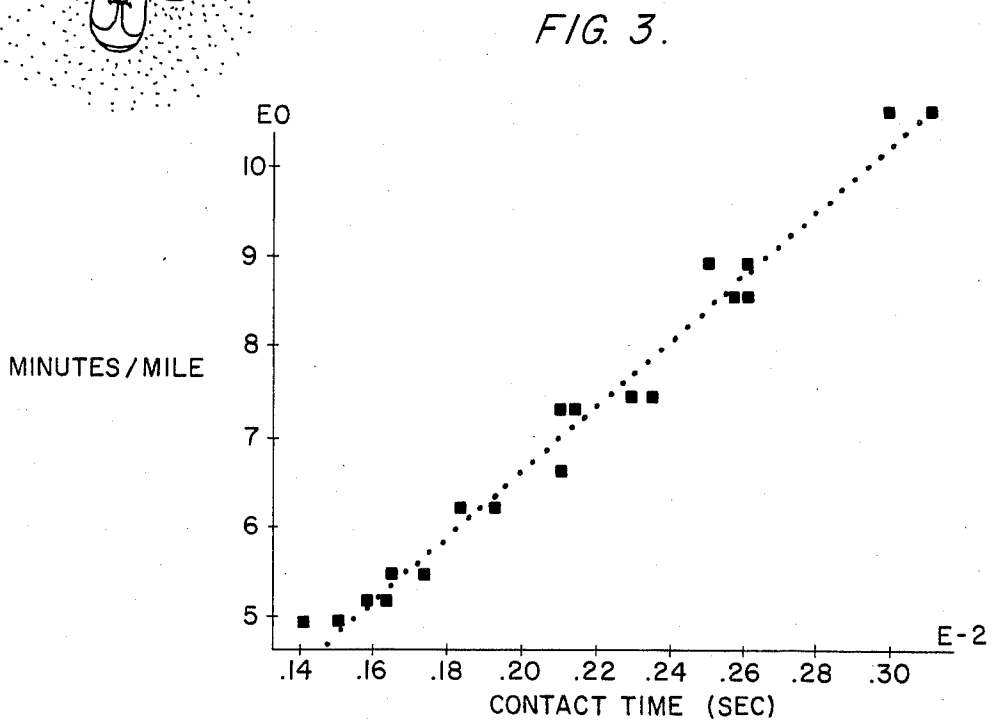 FIG. 3.
E0
10
9
8
MINUTES/MILE
7
6
5
E-2
.14 .16 .18 .20 .22 .24 .26 .28 .30
CONTACT TIME (SEC)